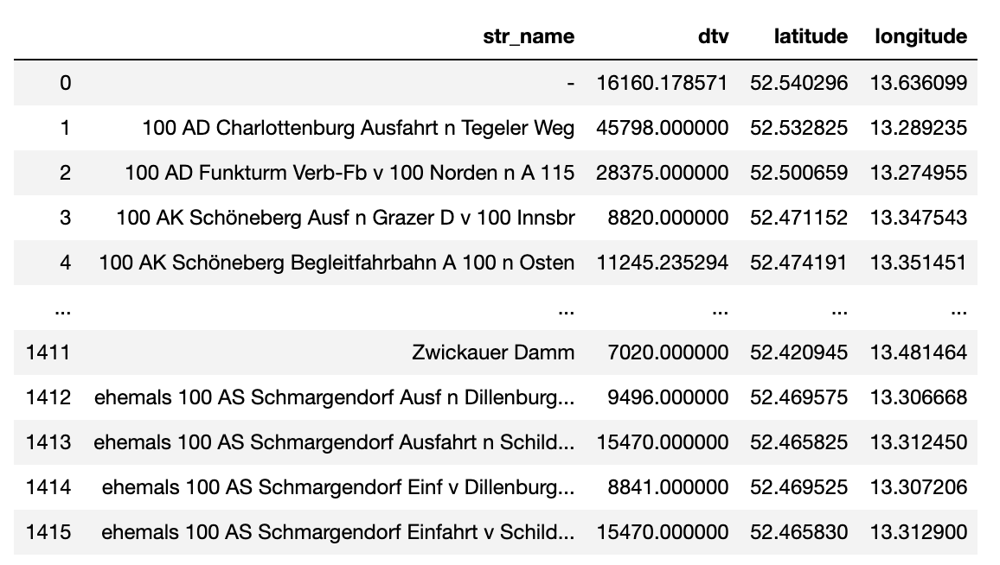 str_name dtv latitude longitude
0 - 16160.178571 52.540296 13.636099
1 100 AD Charlottenburg Ausfahrt n Tegeler Weg 45798.000000 52.532825 13.289235
2 100 AD Funkturm Verb-Fb v 100 Norden n A 115 28375.000000 52.500659 13.274955
3 100 AK Schöneberg Ausf n Grazer D v 100 Innsbr 8820.000000 52.471152 13.347543
4 100 AK Schöneberg Begleitfahrbahn A 100 n Osten 11245.235294 52.474191 13.351451
... ... ... ... ...
1411 Zwickauer Damm 7020.000000 52.420945 13.481464
1412 ehemals 100 AS Schmargendorf Ausf n Dillenburg... 9496.000000 52.469575 13.306668
1413 ehemals 100 AS Schmargendorf Ausfahrt n Schild... 15470.000000 52.465825 13.312450
1414 ehemals 100 AS Schmargendorf Einf v Dillenburg... 8841.000000 52.469525 13.307206
1415 ehemals 100 AS Schmargendorf Einfahrt v Schild... 15470.000000 52.465830 13.312900